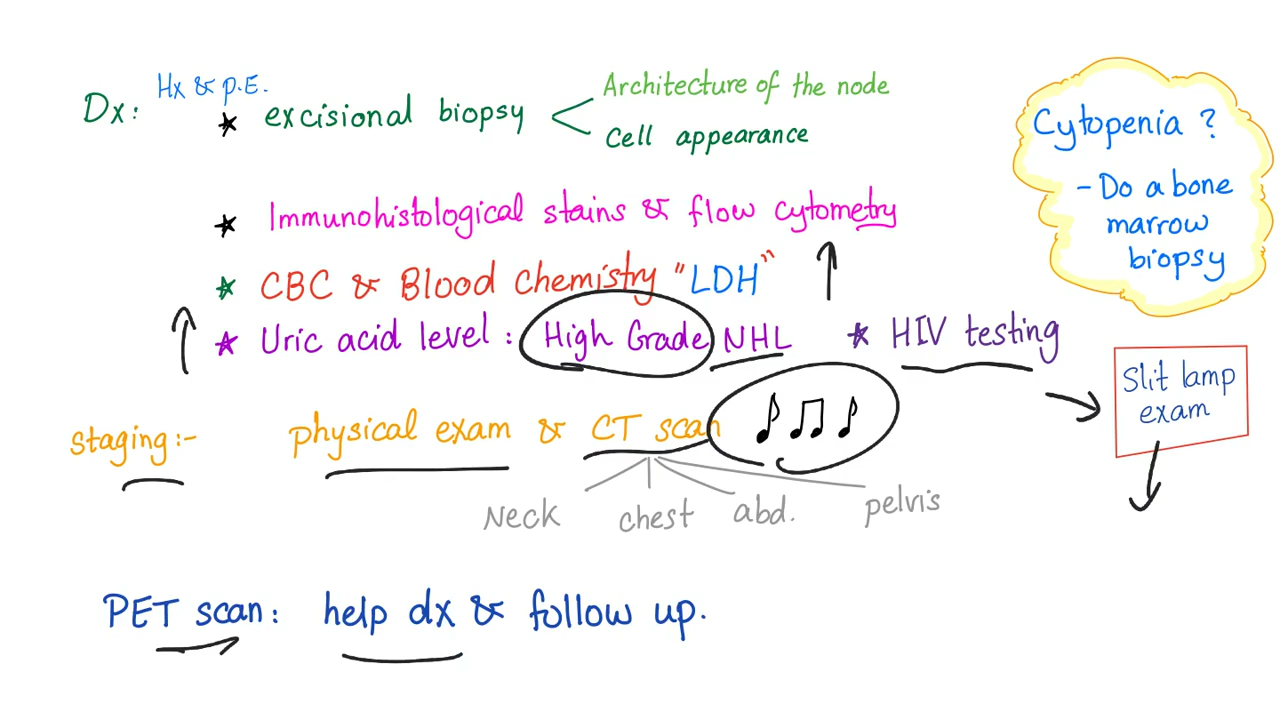 Hx & p.E.
Dx: * excisional biopsy
Architecture of the node
Cell appearance
* Immunohistological stains & flow cytometry
* CBC & Blood chemistry "LDH"
* Uric acid level: High Grade NHL * HIV testing
Cytopenia ?
- Do a bone
marrow
biopsy
Slit lamp
exam
staging:- physical exam & CT scan
Neck chest abd. pelvis
PET scan: help dx & follow up.